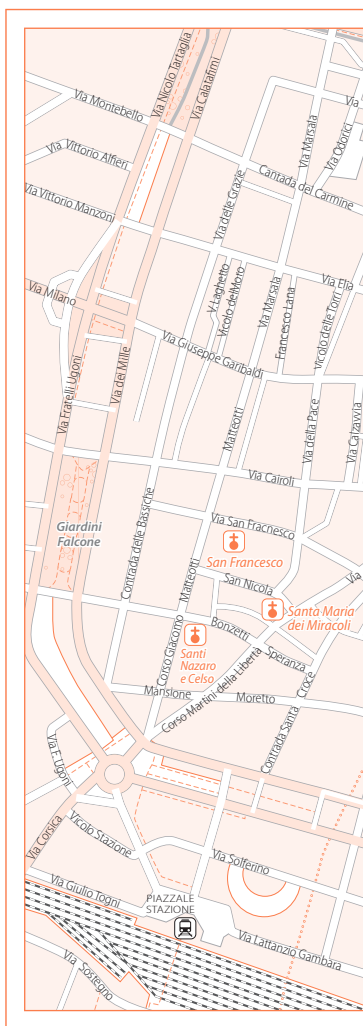 Via Nicolo Tartaglia
Via Calatafimi
Via Montebello
Via Marsala
Via Odorici
Via
Via Vittorio Alfieri
Cantada del Carmine
Via delle Grazie
Via Vittorio Manzoni
Via Elia
V. Laghetto
Vicolo dell'Moro
Via Marsala
Francesco Lana
Vicolo delle Torri
Via Milano
Via Giuseppe Garibaldi
Via Fratelli Ugoni
Via dei Mille
Matteotti
Via della Pace
Via Calzavvia
Via Cairoli
Giardini
Falcone
Contrada delle Bassiche
Via San Fracnesco
San Francesco
Via
San Nicola
Matteotti
Santa Maria
dei Miracoli
Bonzetti
Speranza
Santi
Nazaro
e Celso
Corso Giacomo
Corso Martini della Libertà
Croce
Mansione
Moretto
Contrada Santa
Via F. Ugoni
Via Corsica
Vicolo Stazione
Via Solferino
Via Giulio Togni
PIAZZALE
STAZIONE
Via Lattanzio Gambara
Via Sostegno